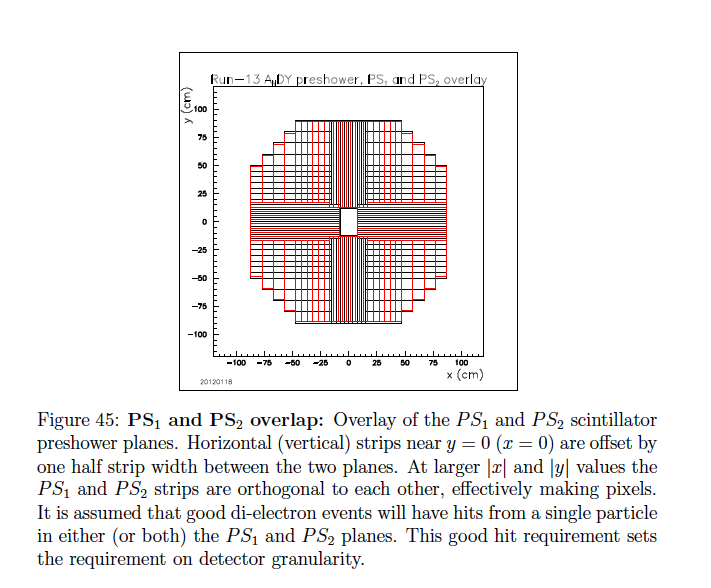 Run-13 A_NDY preshower, PS₁ and PS₂ overlay
y (cm)
100
75
50
25
0
-25
-50
-75
-100
-100 -75 -50 -25 0 25 50 75 100
x (cm)
20120118
Figure 45: PS₁ and PS₂ overlap: Overlay of the PS₁ and PS₂ scintillator
preshower planes. Horizontal (vertical) strips near y = 0 (x = 0) are offset by
one half strip width between the two planes. At larger |x| and |y| values the
PS₁ and PS₂ strips are orthogonal to each other, effectively making pixels.
It is assumed that good di-electron events will have hits from a single particle
in either (or both) the PS₁ and PS₂ planes. This good hit requirement sets
the requirement on detector granularity.